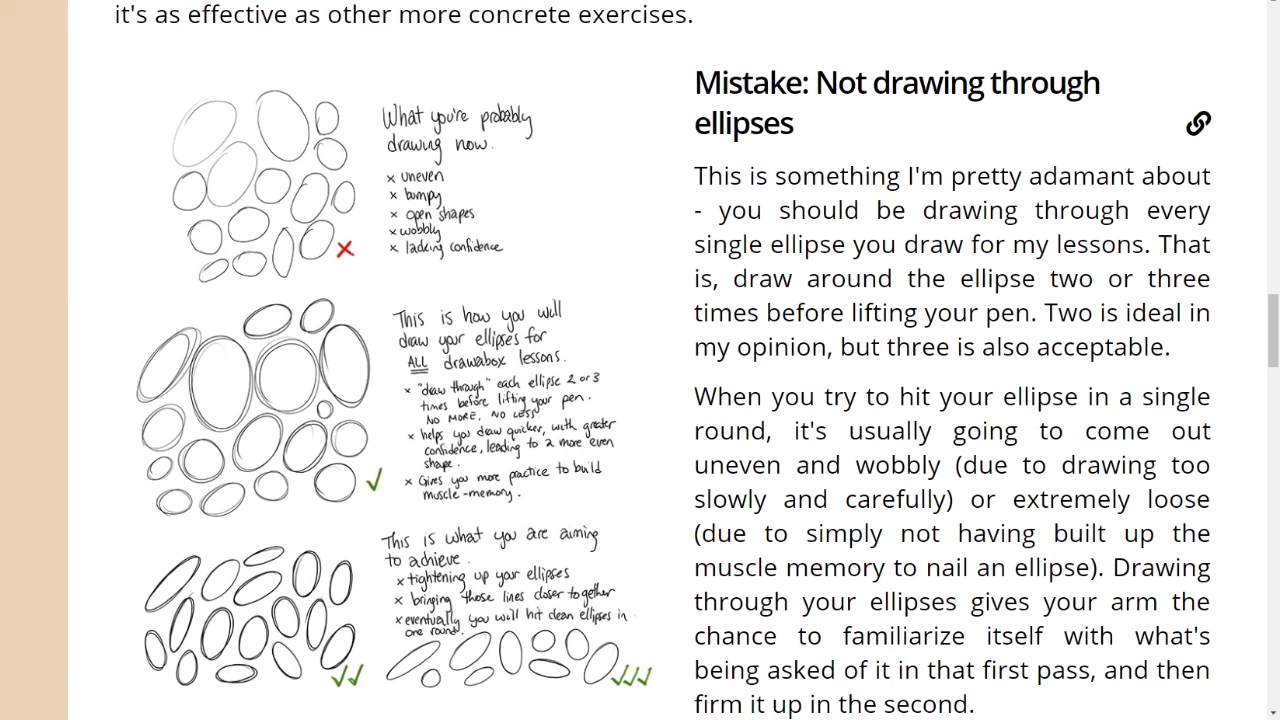 it's as effective as other more concrete exercises.
What you're probably
drawing now.
x uneven
x bumpy
x open shapes
x wobbly
x lacking confidence
This is how you will
draw your ellipses for
ALL drawabox lessons.
x "draw through" each ellipse 2 or 3
times before lifting your pen.
NO MORE, NO LESS
x helps you draw quicker, with greater
confidence, leading to a more even
shape.
x Gives you more practice to build
muscle-memory.
This is what you are aiming
to achieve.
x tightening up your ellipses
x bringing those lines closer together
x eventually you will hit clean ellipses in
one round.
Mistake: Not drawing through
ellipses
This is something I'm pretty adamant about
- you should be drawing through every
single ellipse you draw for my lessons. That
is, draw around the ellipse two or three
times before lifting your pen. Two is ideal in
my opinion, but three is also acceptable.
When you try to hit your ellipse in a single
round, it's usually going to come out
uneven and wobbly (due to drawing too
slowly and carefully) or extremely loose
(due to simply not having built up the
muscle memory to nail an ellipse). Drawing
through your ellipses gives your arm the
chance to familiarize itself with what's
being asked of it in that first pass, and then
firm it up in the second.